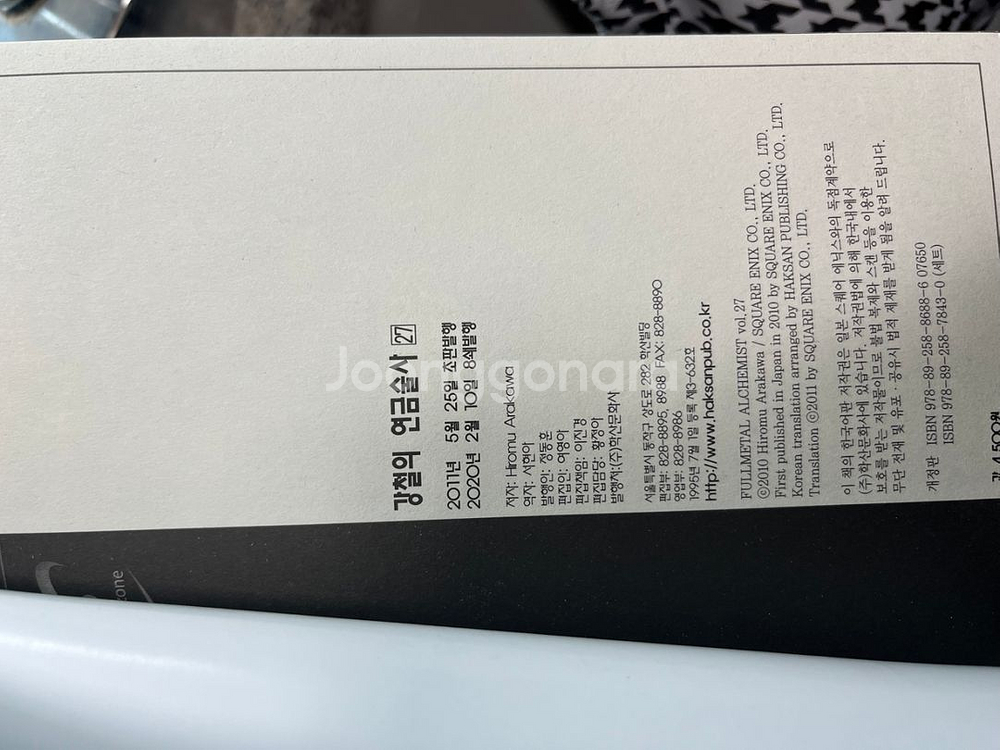 강철의 연금술사 27
2011년 5월 25일 초판발행
2020년 2월 10일 8쇄발행
저자: Hiromu Arakawa
역자: 서현아
발행인: 정동훈
편집인: 여영아
편집책임: 이진경
편집담당: 황정아
발행처:(주)학산문화사
서울특별시 동작구 상도로 282 학산빌딩
편집부: 828-8895, 8988 FAX: 828-8890
영업부: 828-8986
1995년 7월 1일 등록 제3-632호
http://www.haksanpub.co.kr
FULLMETAL ALCHEMIST vol.27
©2010 Hiromu Arakawa / SQUARE ENIX CO., LTD.
First published in Japan in 2010 by SQUARE ENIX CO., LTD.
Korean translation arranged by HAKSAN PUBLISHING CO., LTD.
Translation ©2011 by SQUARE ENIX CO., LTD.
이 책의 한국어판 저작권은 일본 스퀘어 에닉스와의 독점계약으로
(주)학산문화사에 있습니다. 저작권법에 의해 한국내에서
보호를 받는 저작물이므로 불법 복제와 스캔 등을 이용한
무단 전재 및 유포·공유시 법적 제재를 받게 됨을 알려 드립니다.
개정판 ISBN 978-89-258-8688-6 07650
ISBN 978-89-258-7843-0 (세트)
값 4,500원
zone
Joonggonara